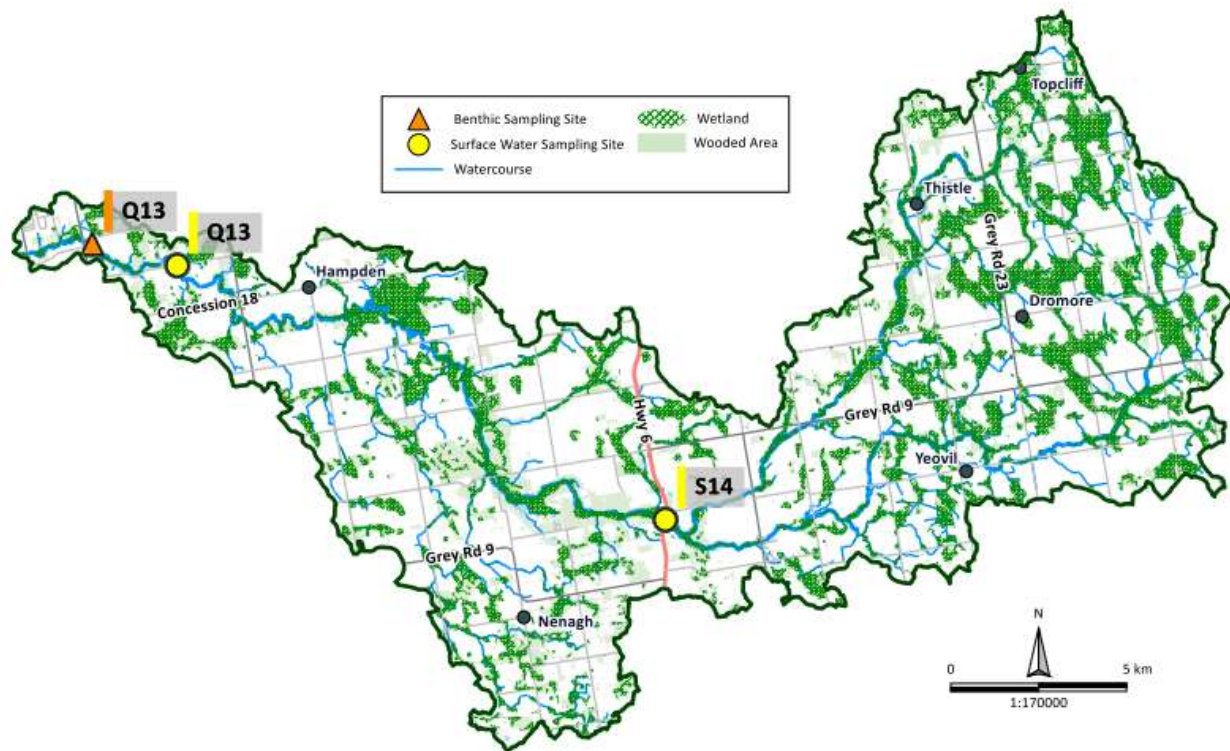 Topcliff
Benthic Sampling Site
Wetland
Surface Water Sampling Site
Wooded Area
Watercourse
Thistle
Q13
Q13
Grey Rd 23
Hampden
Concession 18
Dromore
Hwy 6
Grey Rd 9
Yeovil
S14
Grey Rd 9
Nenagh
N
0
5 km
1:170000